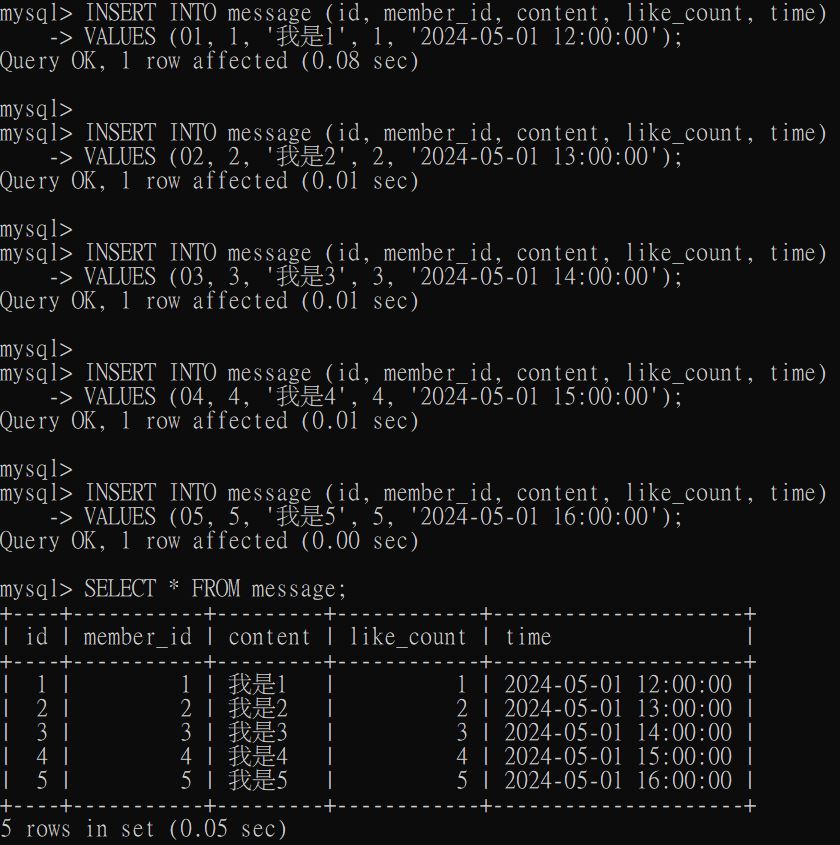 mysql> INSERT INTO message (id, member_id, content, like_count, time)
    -> VALUES (01, 1, '我是1', 1, '2024-05-01 12:00:00');
Query OK, 1 row affected (0.08 sec)

mysql>
mysql> INSERT INTO message (id, member_id, content, like_count, time)
    -> VALUES (02, 2, '我是2', 2, '2024-05-01 13:00:00');
Query OK, 1 row affected (0.01 sec)

mysql>
mysql> INSERT INTO message (id, member_id, content, like_count, time)
    -> VALUES (03, 3, '我是3', 3, '2024-05-01 14:00:00');
Query OK, 1 row affected (0.01 sec)

mysql>
mysql> INSERT INTO message (id, member_id, content, like_count, time)
    -> VALUES (04, 4, '我是4', 4, '2024-05-01 15:00:00');
Query OK, 1 row affected (0.01 sec)

mysql>
mysql> INSERT INTO message (id, member_id, content, like_count, time)
    -> VALUES (05, 5, '我是5', 5, '2024-05-01 16:00:00');
Query OK, 1 row affected (0.00 sec)

mysql> SELECT * FROM message;
+----+-----------+---------+------------+---------------------+
| id | member_id | content | like_count | time                |
+----+-----------+---------+------------+---------------------+
|  1 |         1 | 我是1   |          1 | 2024-05-01 12:00:00 |
|  2 |         2 | 我是2   |          2 | 2024-05-01 13:00:00 |
|  3 |         3 | 我是3   |          3 | 2024-05-01 14:00:00 |
|  4 |         4 | 我是4   |          4 | 2024-05-01 15:00:00 |
|  5 |         5 | 我是5   |          5 | 2024-05-01 16:00:00 |
+----+-----------+---------+------------+---------------------+
5 rows in set (0.05 sec)